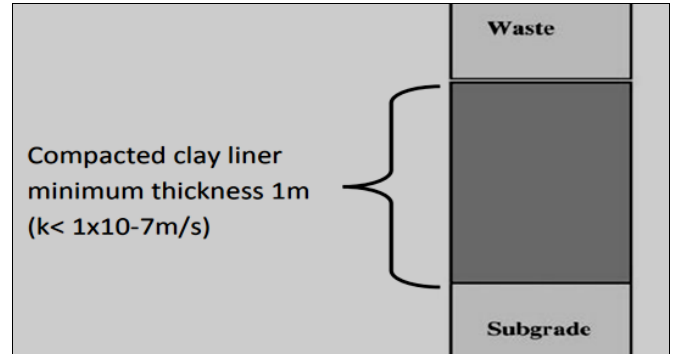 Waste
Compacted clay liner
minimum thickness 1m
(k< 1x10-7m/s)
Subgrade